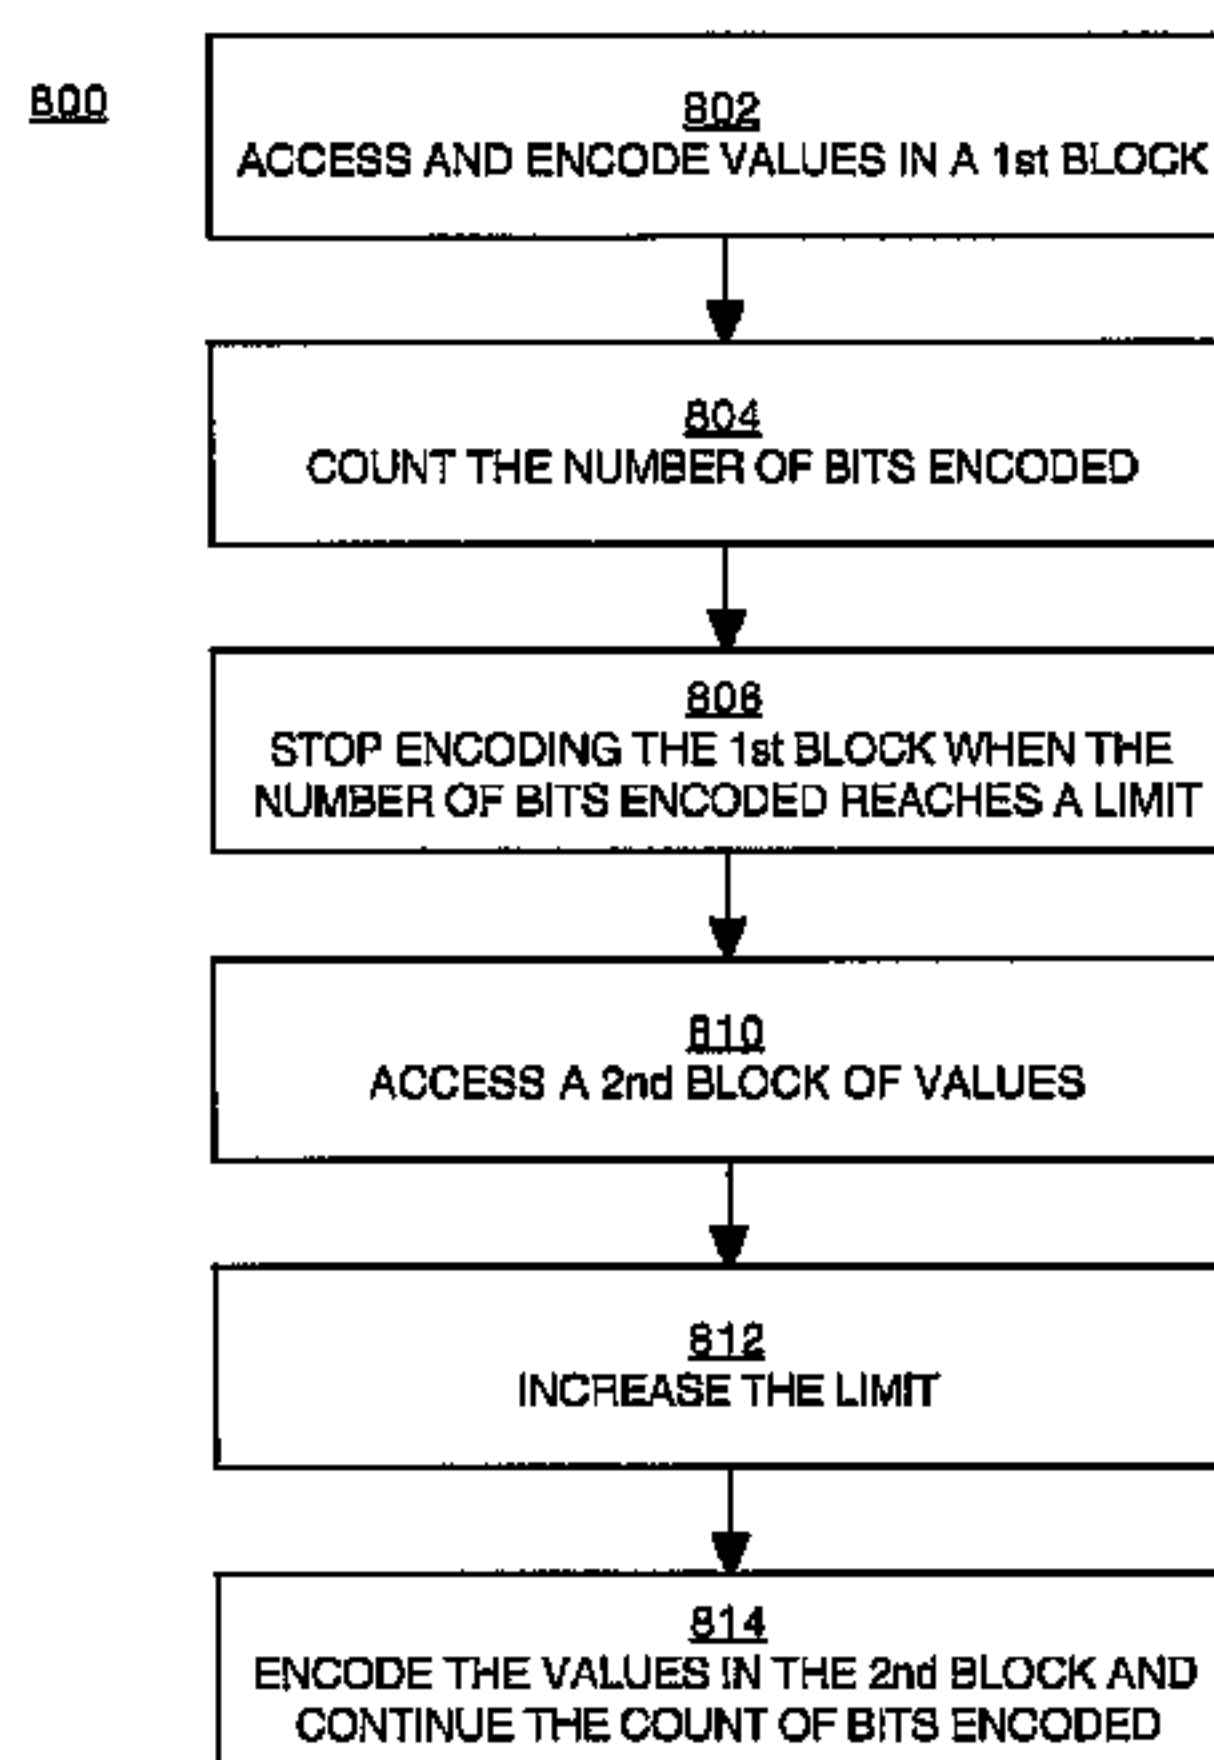 800
802
ACCESS AND ENCODE VALUES IN A 1st BLOCK
804
COUNT THE NUMBER OF BITS ENCODED
806
STOP ENCODING THE 1st BLOCK WHEN THE
NUMBER OF BITS ENCODED REACHES A LIMIT
810
ACCESS A 2nd BLOCK OF VALUES
812
INCREASE THE LIMIT
814
ENCODE THE VALUES IN THE 2nd BLOCK AND
CONTINUE THE COUNT OF BITS ENCODED